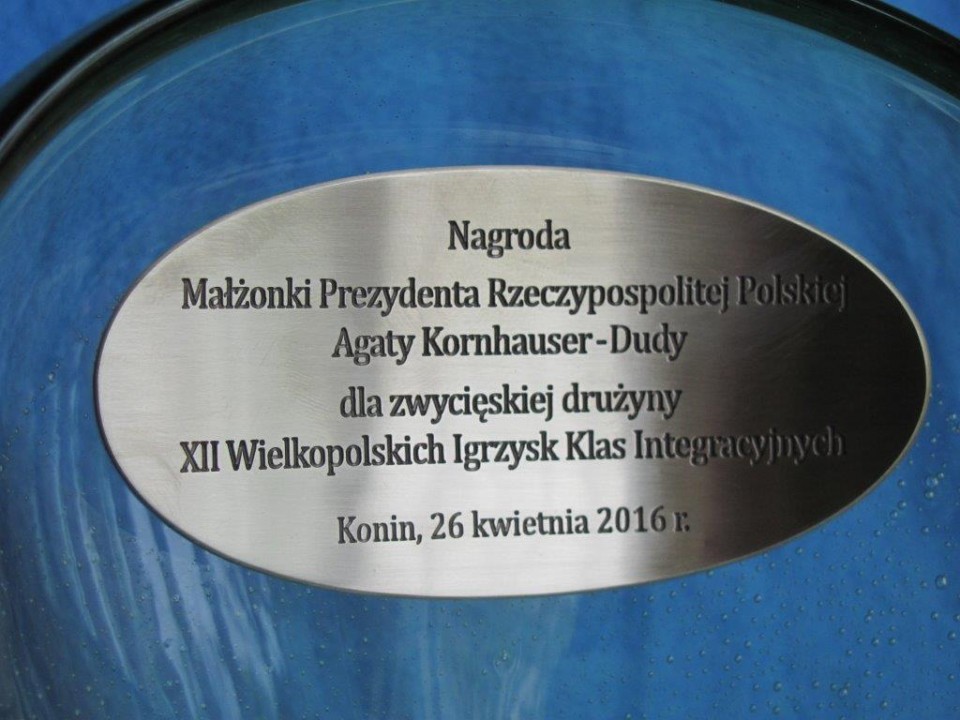 Nagroda
Małżonki Prezydenta Rzeczypospolitej Polskiej
Agaty Kornhauser-Dudy
dla zwycięskiej drużyny
XII Wielkopolskich Igrzysk Klas Integracyjnych
Konin, 26 kwietnia 2016 r.